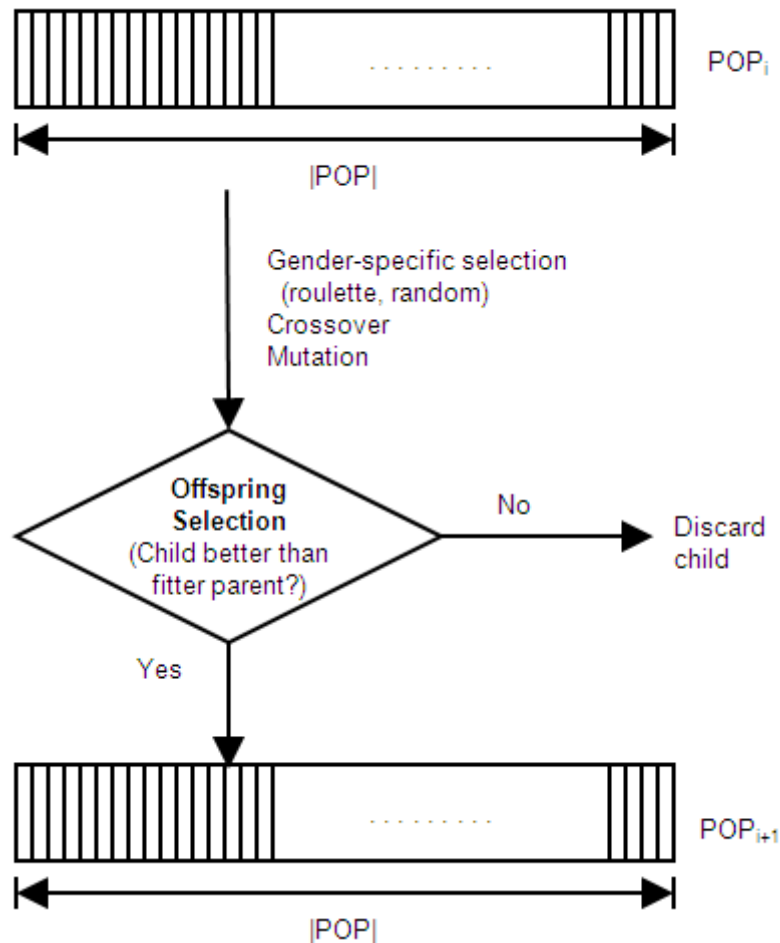 POPi
|POP|
Gender-specific selection
(roulette, random)
Crossover
Mutation
Offspring
Selection
(Child better than
fitter parent?)
No
Discard
child
Yes
POPi+1
|POP|